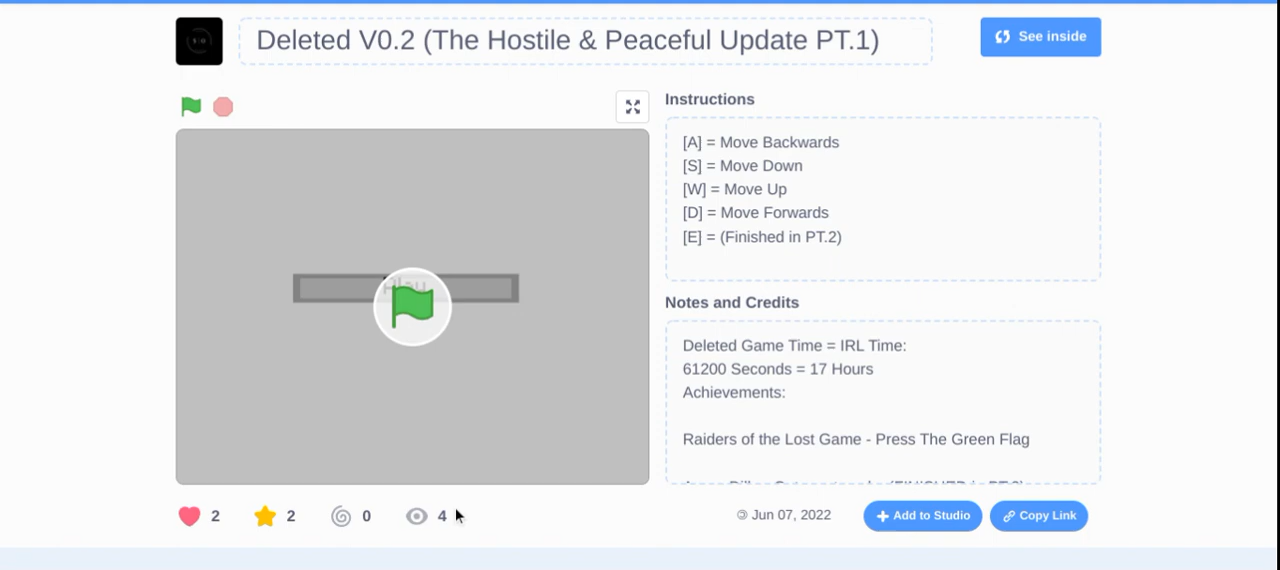 Deleted V0.2 (The Hostile & Peaceful Update PT.1)
See inside
Instructions
[A] = Move Backwards
[S] = Move Down
[W] = Move Up
[D] = Move Forwards
[E] = (Finished in PT.2)
Play
Notes and Credits
Deleted Game Time = IRL Time:
61200 Seconds = 17 Hours
Achievements:
Raiders of the Lost Game - Press The Green Flag
2
2
0
4
Jun 07, 2022
Add to Studio
Copy Link